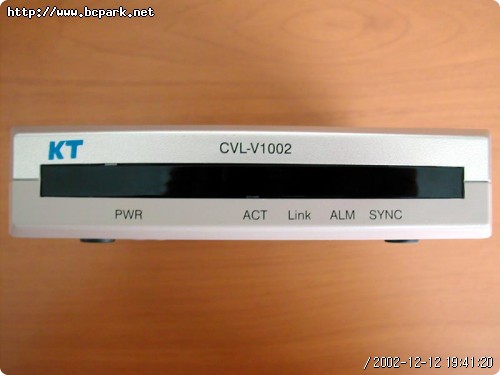 http://www.bcpark.net
KT CVL-V1002
PWR ACT Link ALM SYNC
/2002-12-12 19:41:20